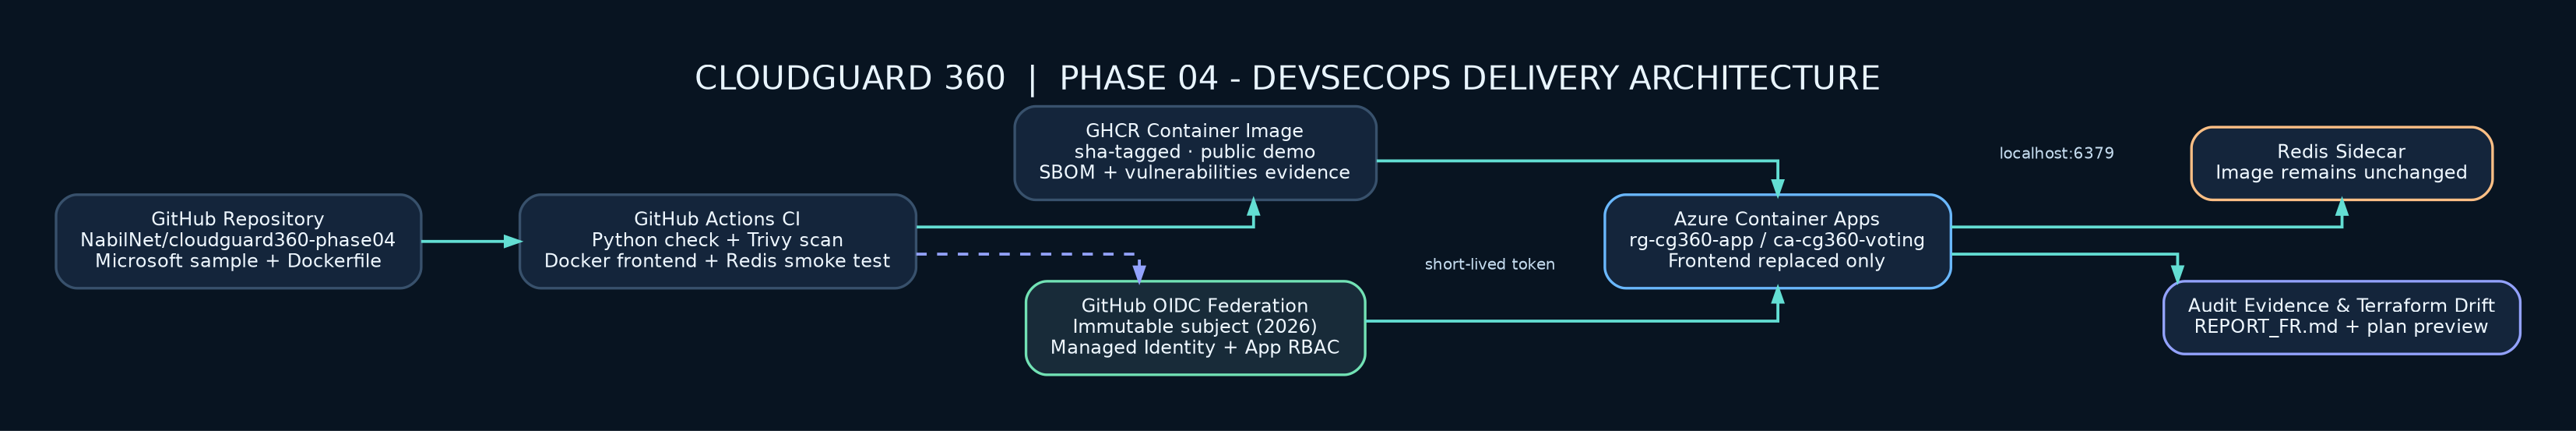 CLOUDGUARD 360 | PHASE 04 - DEVSECOPS DELIVERY ARCHITECTURE
GitHub Repository
NabilNet/cloudguard360-phase04
Microsoft sample + Dockerfile
GitHub Actions CI
Python check + Trivy scan
Docker frontend + Redis smoke test
GHCR Container Image
sha-tagged · public demo
SBOM + vulnerabilities evidence
GitHub OIDC Federation
Immutable subject (2026)
Managed Identity + App RBAC
short-lived token
Azure Container Apps
rg-cg360-app / ca-cg360-voting
Frontend replaced only
localhost:6379
Redis Sidecar
Image remains unchanged
Audit Evidence & Terraform Drift
REPORT_FR.md + plan preview